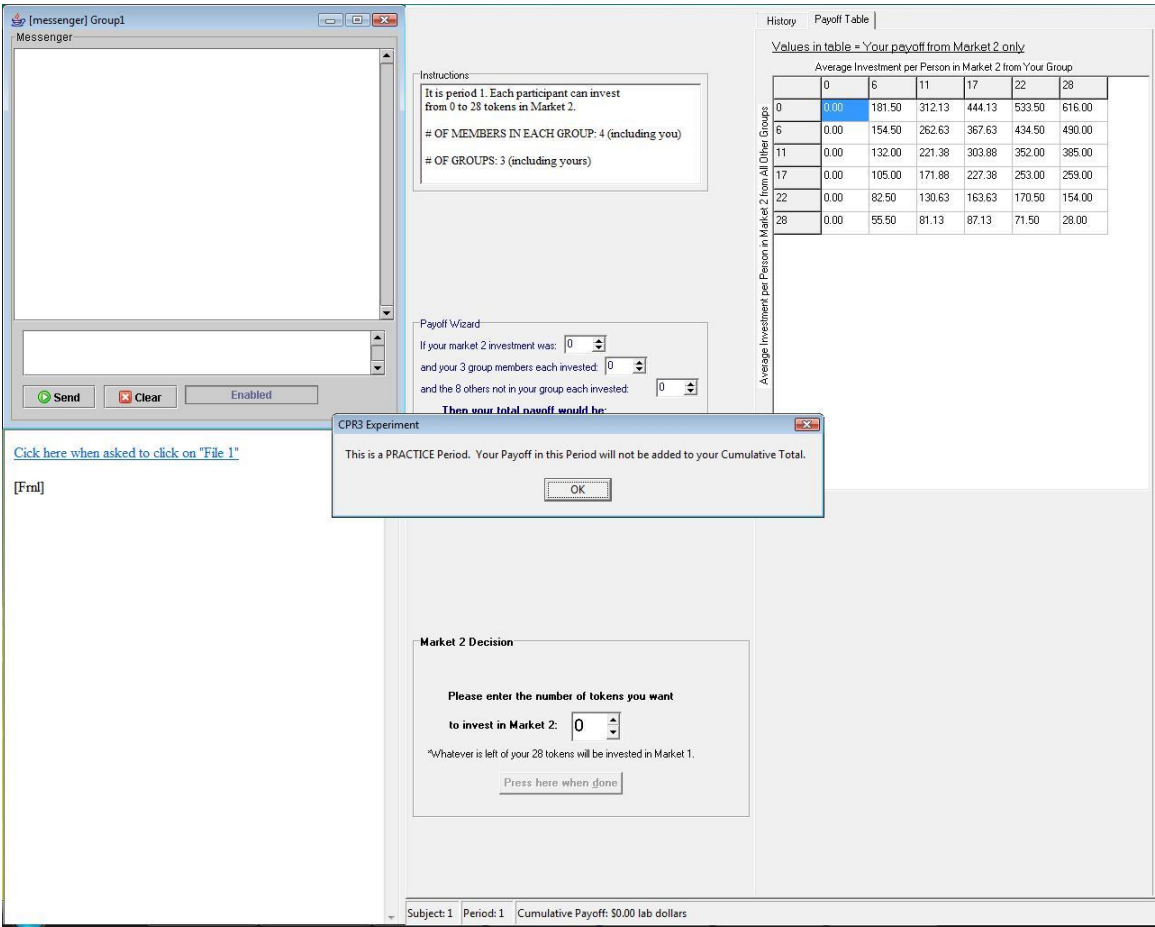 [messenger] Group1
Messenger
Send
Clear
Enabled
Cick here when asked to click on "File 1"
[Frnl]
Instructions
It is period 1. Each participant can invest
from 0 to 28 tokens in Market 2.
# OF MEMBERS IN EACH GROUP: 4 (including you)
# OF GROUPS: 3 (including yours)
Payoff Wizard
If your market 2 investment was: 0
and your 3 group members each invested: 0
and the 8 others not in your group each invested: 0
Then your total payoff would be:
CPR3 Experiment
This is a PRACTICE Period. Your Payoff in this Period will not be added to your Cumulative Total.
OK
Market 2 Decision
Please enter the number of tokens you want
to invest in Market 2: 0
*Whatever is left of your 28 tokens will be invested in Market 1.
Press here when done
Subject: 1 Period: 1 Cumulative Payoff: $0.00 lab dollars
History Payoff Table
Values in table = Your payoff from Market 2 only
Average Investment per Person in Market 2 from Your Group
Average Investment per Person in Market 2 from All Other Groups
0 6 11 17 22 28
0 0.00 181.50 312.13 444.13 533.50 616.00
6 0.00 154.50 262.63 367.63 434.50 490.00
11 0.00 132.00 221.38 303.88 352.00 385.00
17 0.00 105.00 171.88 227.38 253.00 259.00
22 0.00 82.50 130.63 163.63 170.50 154.00
28 0.00 55.50 81.13 87.13 71.50 28.00